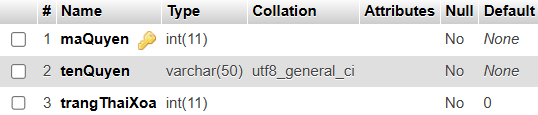 # Name Type Collation Attributes Null Default
1 maQuyen int(11) No None
2 tenQuyen varchar(50) utf8_general_ci No None
3 trangThaiXoa int(11) No 0